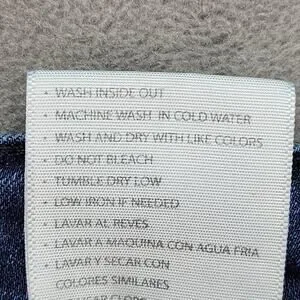 • WASH INSIDE OUT
• MACHINE WASH IN COLD WATER
• WASH AND DRY WITH LIKE COLORS
• DO NOT BLEACH
• TUMBLE DRY LOW
• LOW IRON IF NEEDED
• LAVAR AL REVES
• LAVAR A MAQUINA CON AGUA FRIA
• LAVAR Y SECAR CON
COLORES SIMILARES